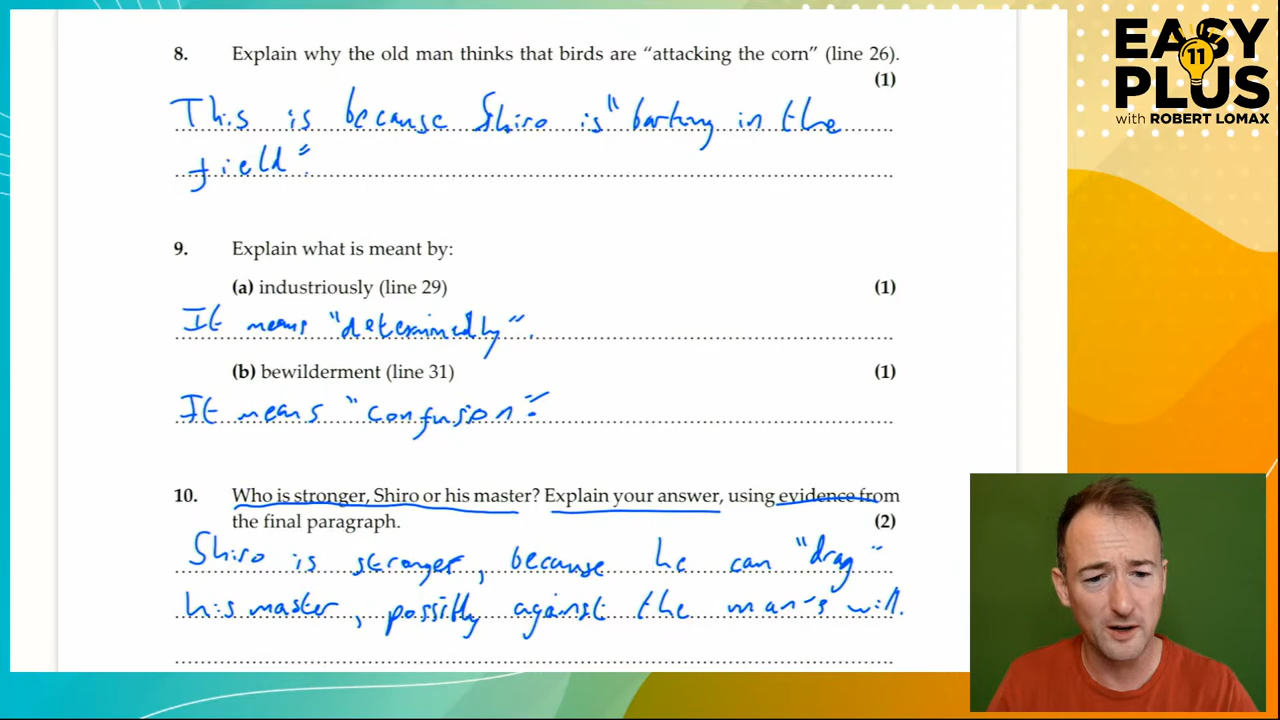 EASY
11
PLUS
with ROBERT LOMAX
8. Explain why the old man thinks that birds are “attacking the corn” (line 26).
(1)
This is because Shiro is "barking in the
field".
9. Explain what is meant by:
(a) industriously (line 29) (1)
It means "determinedly".
(b) bewilderment (line 31) (1)
It means "confusion".
10. Who is stronger, Shiro or his master? Explain your answer, using evidence from
the final paragraph. (2)
Shiro is stronger, because he can "drag"
his master, possibly against the man's will.